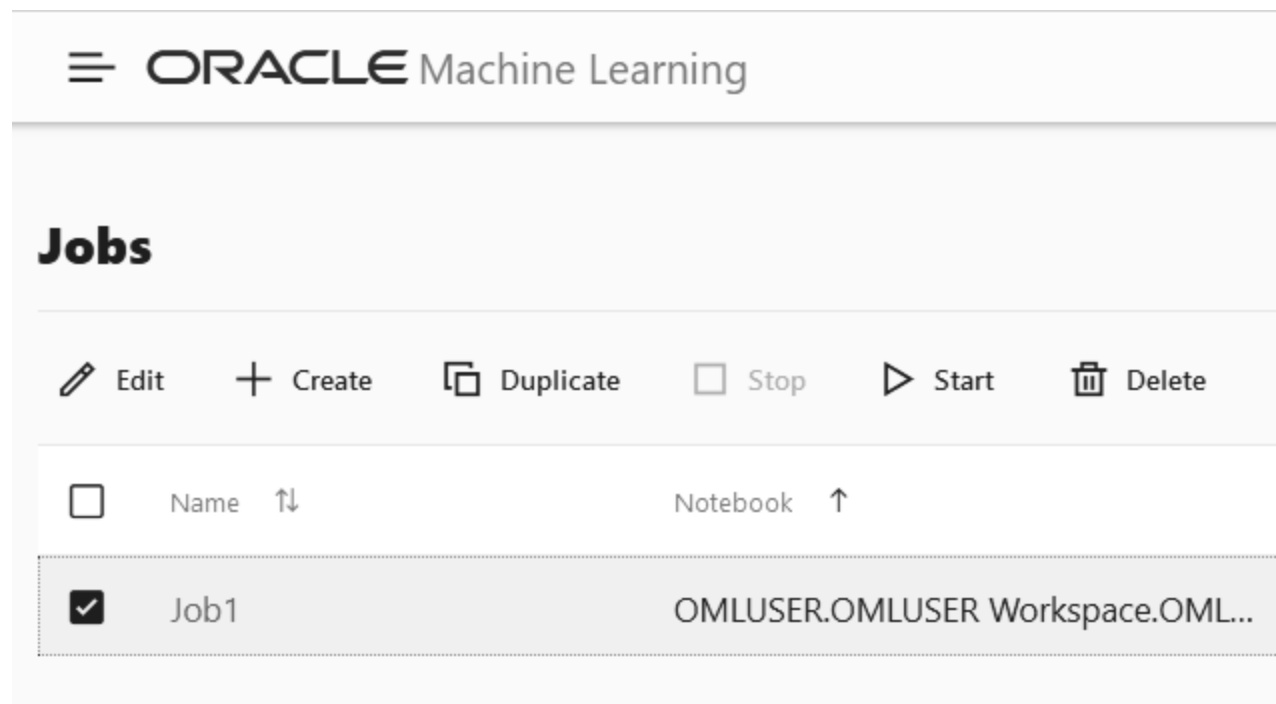 ORACLE Machine Learning
Jobs
Edit Create Duplicate Stop Start Delete
Name Notebook
Job1 OMLUSER.OMLUSER Workspace.OML...